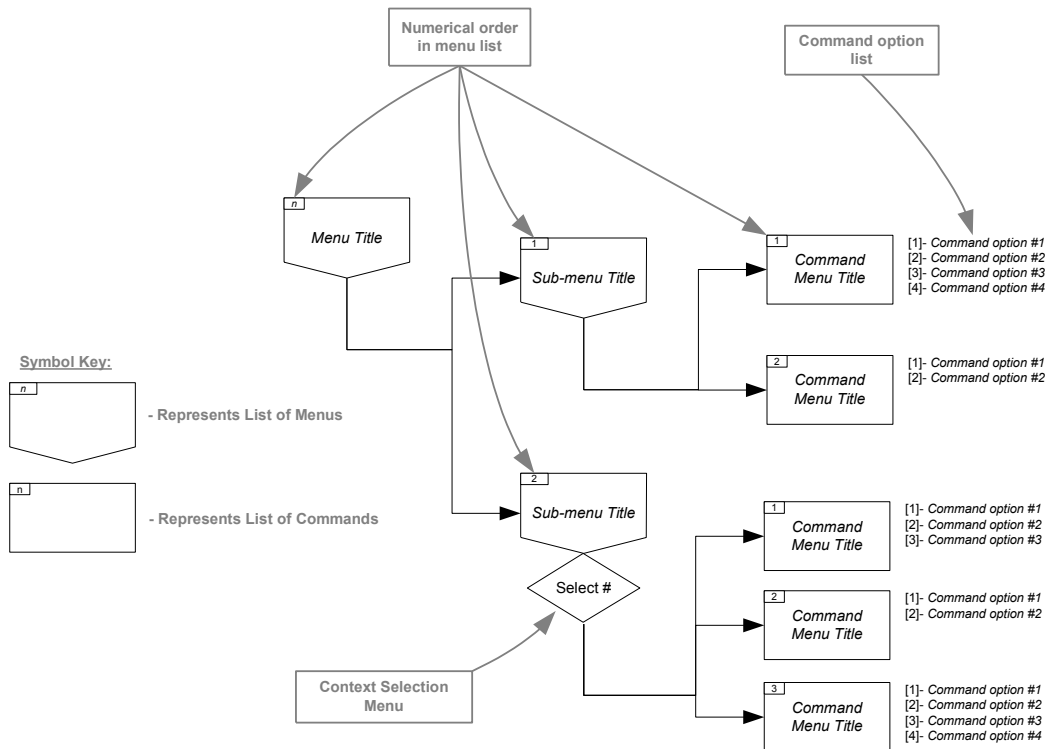 Numerical order
in menu list
Command option
list
n
Menu Title
1
Sub-menu Title
1
Command
Menu Title
[1]- Command option #1
[2]- Command option #2
[3]- Command option #3
[4]- Command option #4
2
Command
Menu Title
[1]- Command option #1
[2]- Command option #2
Symbol Key:
n
- Represents List of Menus
n
- Represents List of Commands
2
Sub-menu Title
Select #
Context Selection
Menu
1
Command
Menu Title
[1]- Command option #1
[2]- Command option #2
[3]- Command option #3
2
Command
Menu Title
[1]- Command option #1
[2]- Command option #2
3
Command
Menu Title
[1]- Command option #1
[2]- Command option #2
[3]- Command option #3
[4]- Command option #4